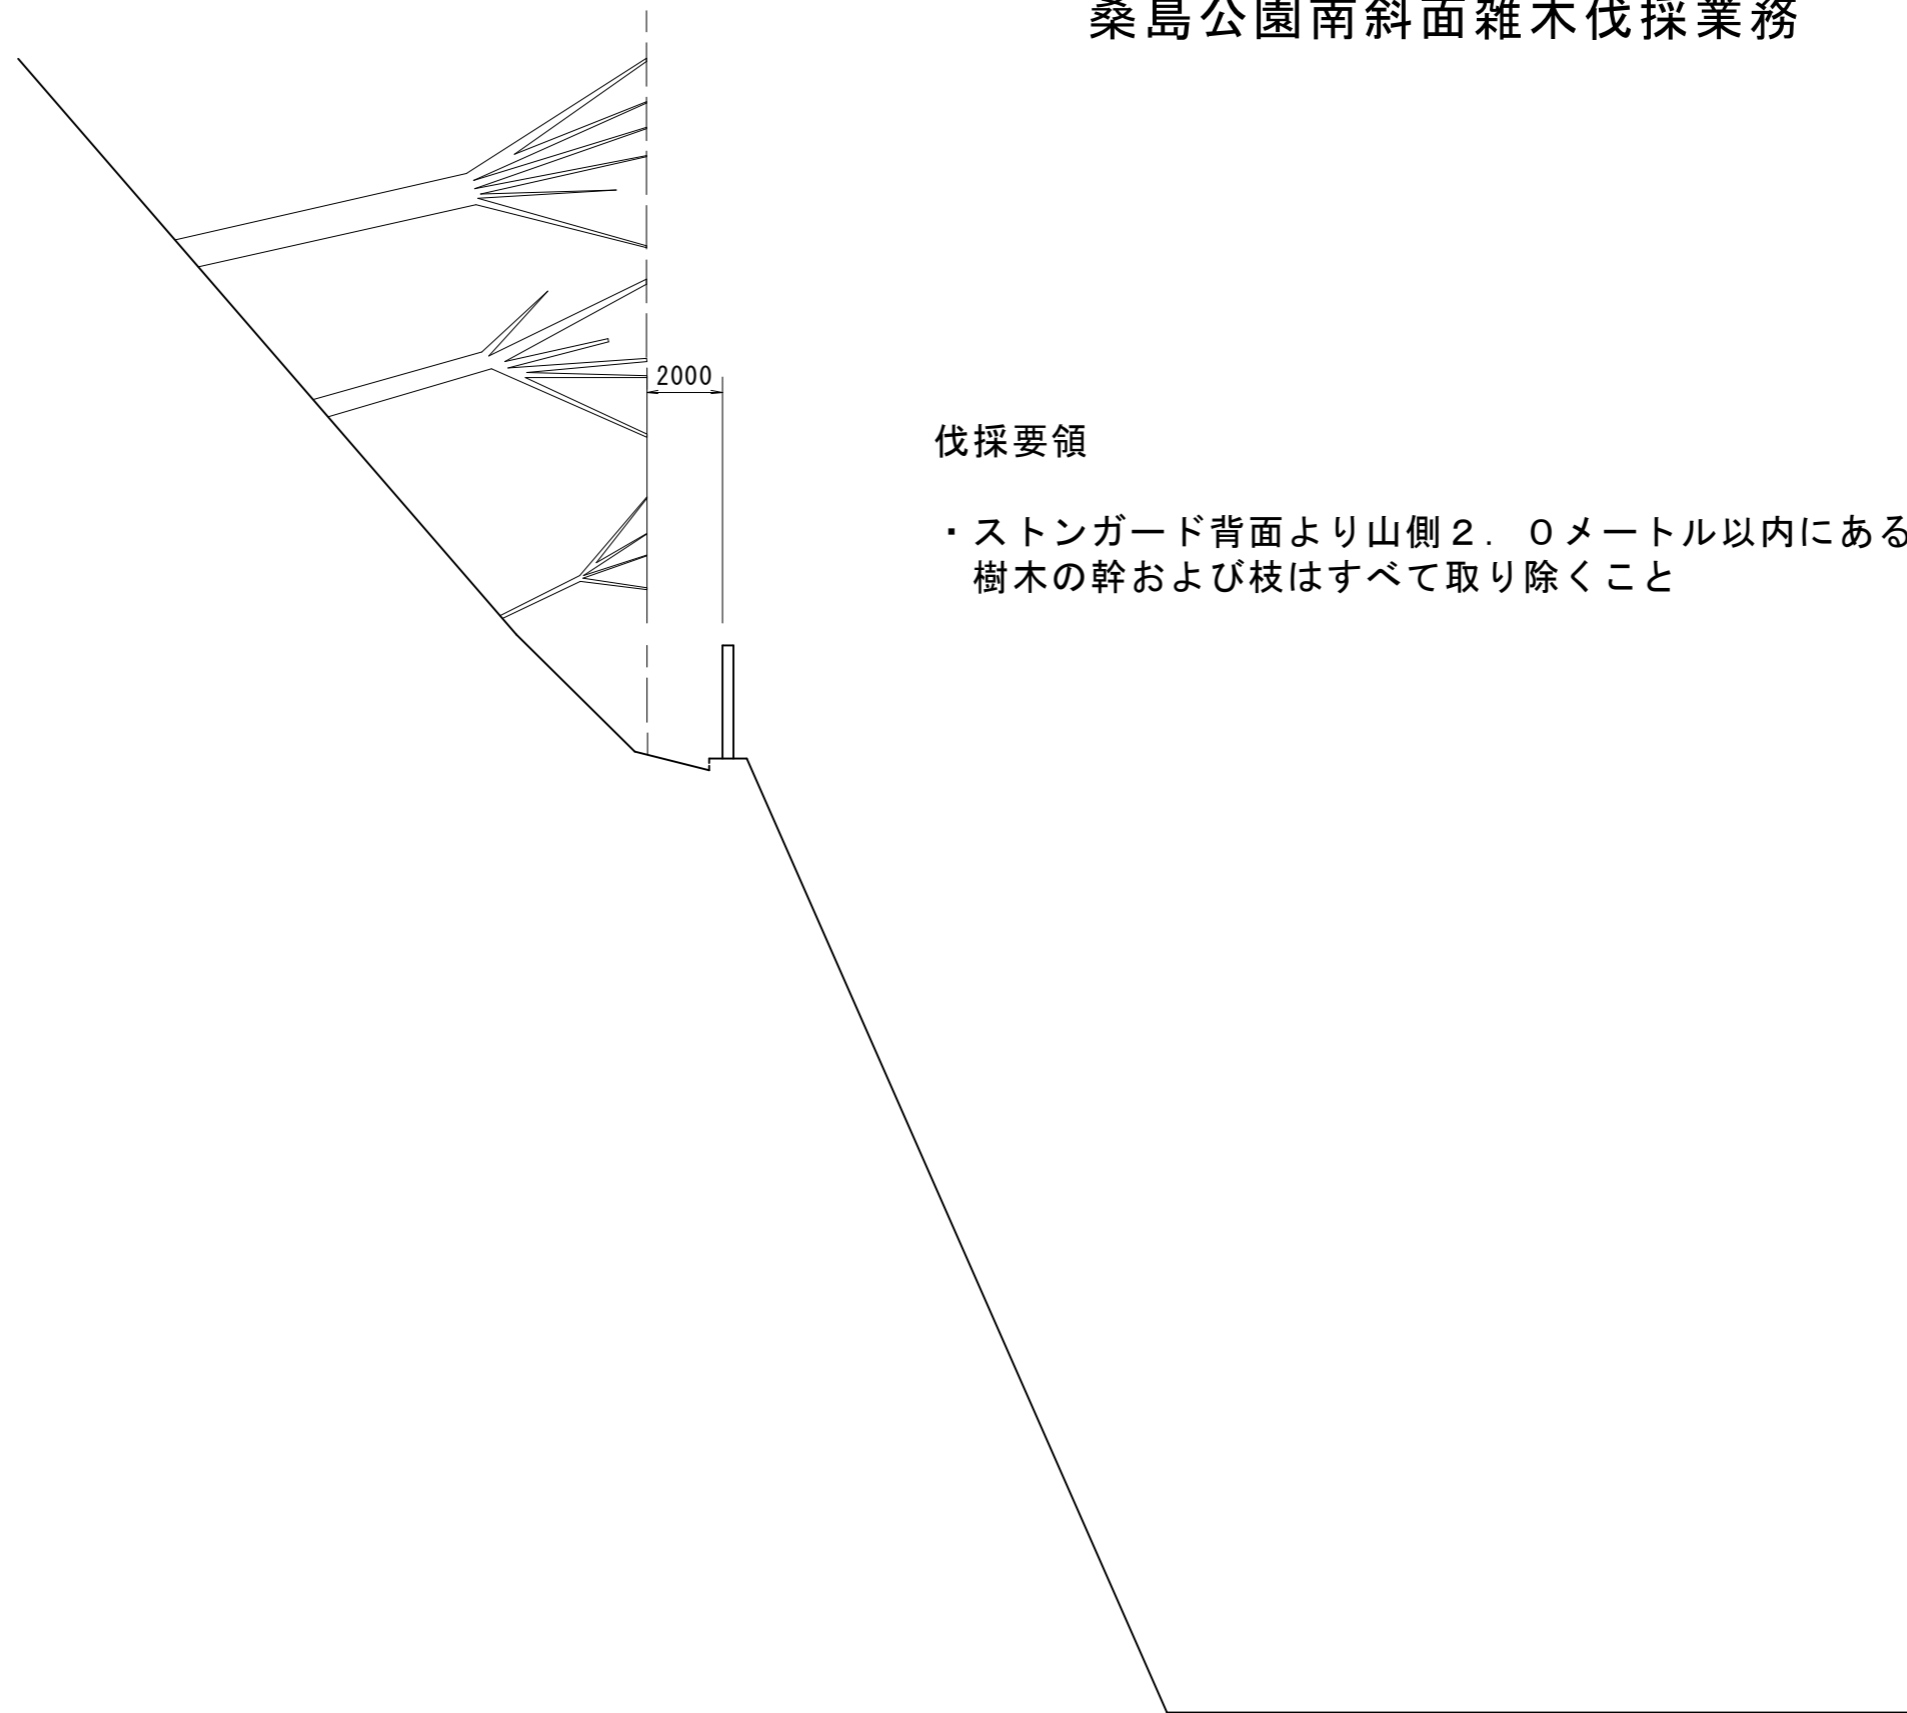 桑島公園南斜面雑木伐採業務
2000
伐採要領
・ストンガード背面より山側２．０メートル以内にある
樹木の幹および枝はすべて取り除くこと